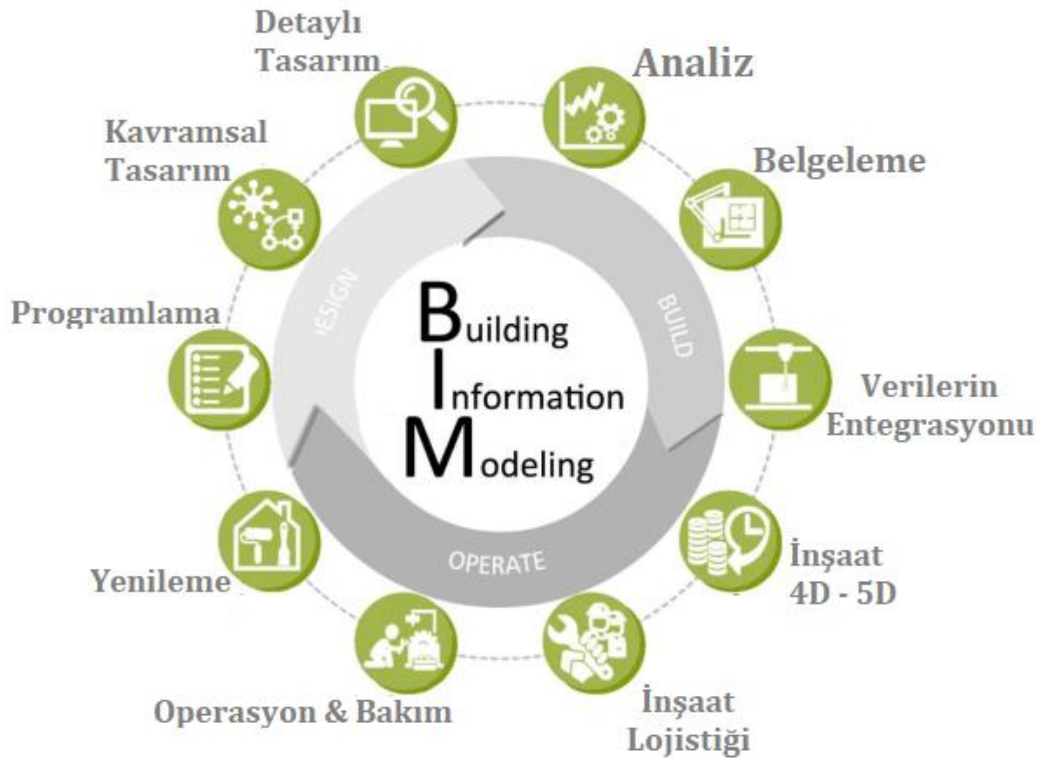 Detaylı
Tasarım
Analiz
Kavramsal
Tasarım
Belgeleme
Programlama
Verilerin
Entegrasyonu
Yenileme
İnşaat
4D - 5D
Operasyon & Bakım
İnşaat
Lojistiği
BUILD
OPERATE
Building
Information
Modeling